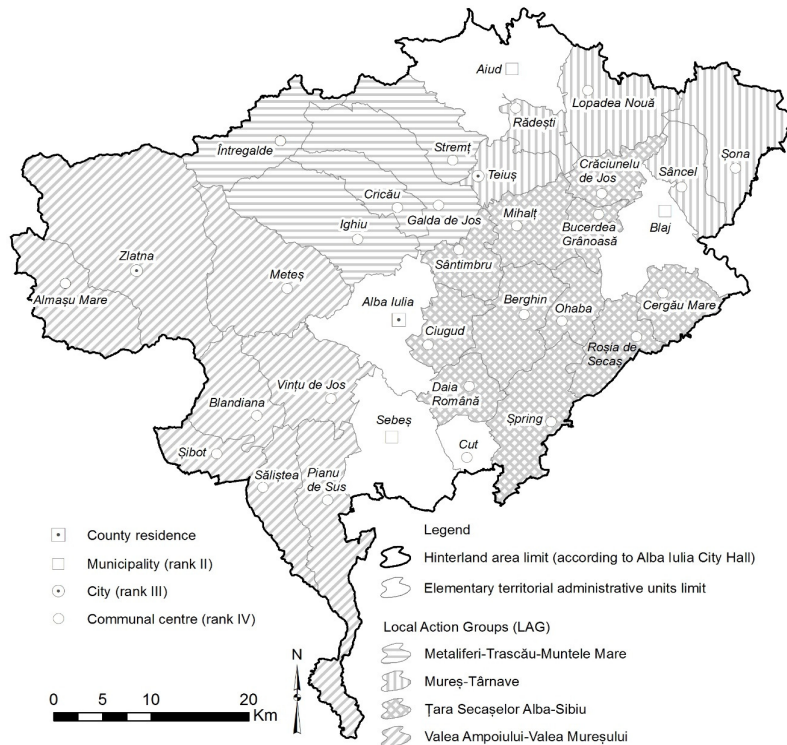 Aiud
Lopadea Nouă
Rădești
Întregalde
Stremț
Crăciunelu
de Jos
Teiuș
Sâncel
Șona
Cricău
Galda de Jos
Mihalț
Bucerdea
Grânoasă
Blaj
Ighiu
Zlatna
Meteș
Sântimbru
Almașu Mare
Alba Iulia
Berghin
Ohaba
Cergău Mare
Ciugud
Roșia de
Secaș
Vințu de Jos
Daia
Română
Blandiana
Sebeș
Șpring
Șibot
Săliștea
Pianu
de Sus
Cut
County residence
Municipality (rank II)
City (rank III)
Communal centre (rank IV)
Legend
Hinterland area limit (according to Alba Iulia City Hall)
Elementary territorial administrative units limit
Local Action Groups (LAG)
Metaliferi-Trascău-Muntele Mare
Mureș-Târnave
Țara Secașelor Alba-Sibiu
Valea Ampoiului-Valea Mureșului
N
0 5 10 20
Km